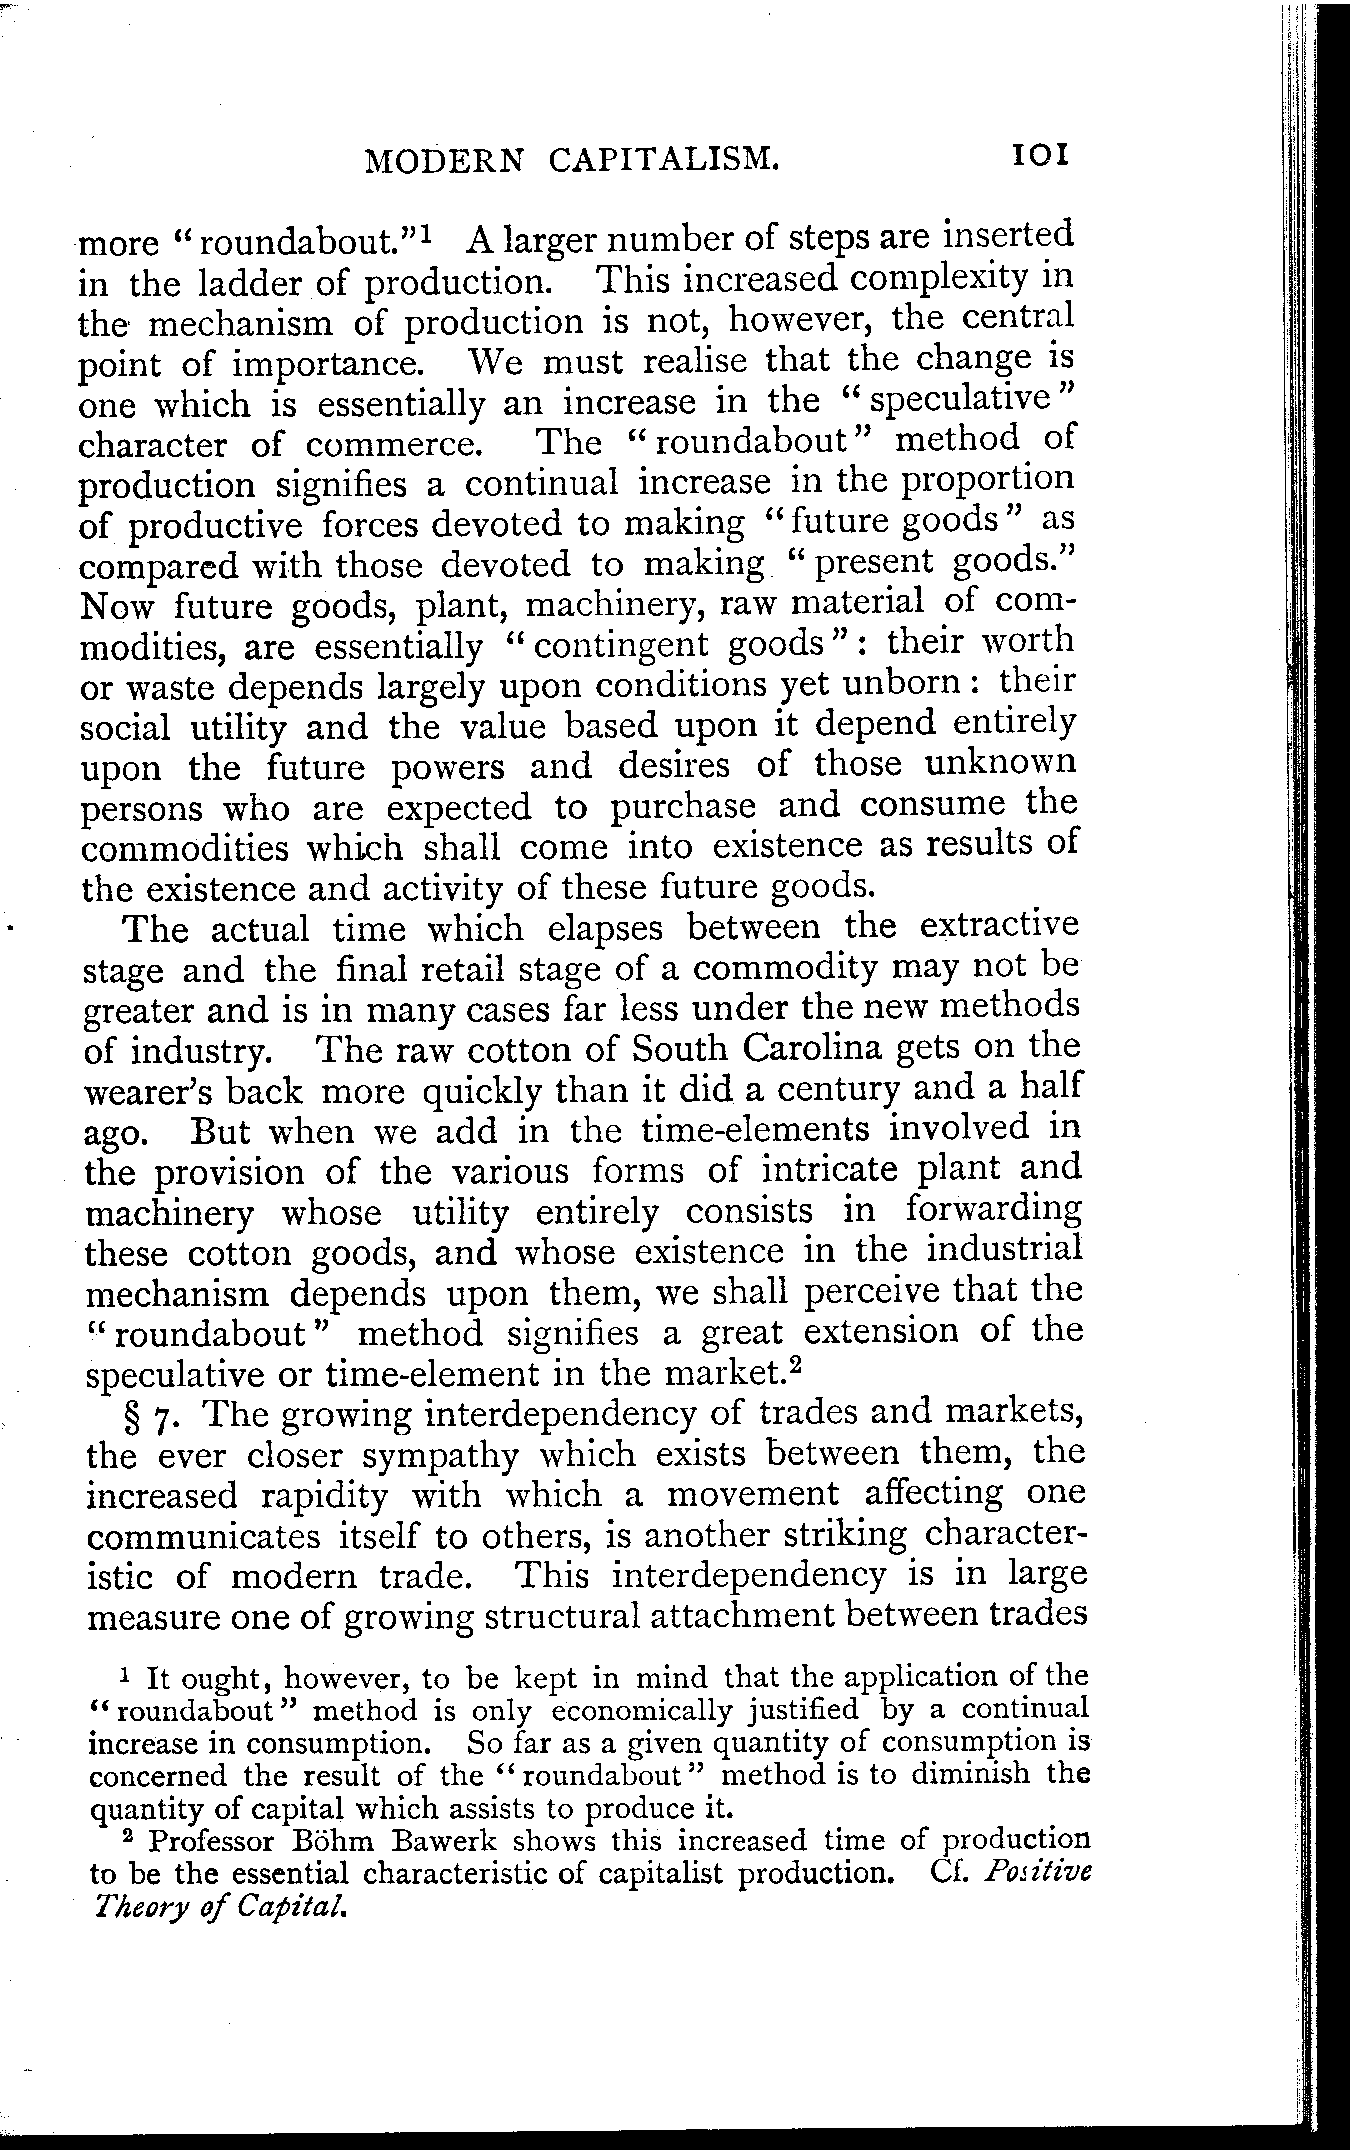 MODERN CAPITALISM. 101
more “roundabout.”¹ A larger number of steps are inserted
in the ladder of production. This increased complexity in
the mechanism of production is not, however, the central
point of importance. We must realise that the change is
one which is essentially an increase in the “speculative”
character of commerce. The “roundabout” method of
production signifies a continual increase in the proportion
of productive forces devoted to making “future goods” as
compared with those devoted to making “present goods.”
Now future goods, plant, machinery, raw material of com-
modities, are essentially “contingent goods”: their worth
or waste depends largely upon conditions yet unborn: their
social utility and the value based upon it depend entirely
upon the future powers and desires of those unknown
persons who are expected to purchase and consume the
commodities which shall come into existence as results of
the existence and activity of these future goods.
The actual time which elapses between the extractive
stage and the final retail stage of a commodity may not be
greater and is in many cases far less under the new methods
of industry. The raw cotton of South Carolina gets on the
wearer’s back more quickly than it did a century and a half
ago. But when we add in the time-elements involved in
the provision of the various forms of intricate plant and
machinery whose utility entirely consists in forwarding
these cotton goods, and whose existence in the industrial
mechanism depends upon them, we shall perceive that the
“roundabout” method signifies a great extension of the
speculative or time-element in the market.²
§ 7. The growing interdependency of trades and markets,
the ever closer sympathy which exists between them, the
increased rapidity with which a movement affecting one
communicates itself to others, is another striking character-
istic of modern trade. This interdependency is in large
measure one of growing structural attachment between trades
¹ It ought, however, to be kept in mind that the application of the
“roundabout” method is only economically justified by a continual
increase in consumption. So far as a given quantity of consumption is
concerned the result of the “roundabout” method is to diminish the
quantity of capital which assists to produce it.
² Professor Böhm Bawerk shows this increased time of production
to be the essential characteristic of capitalist production. Cf. Positive
Theory of Capital.